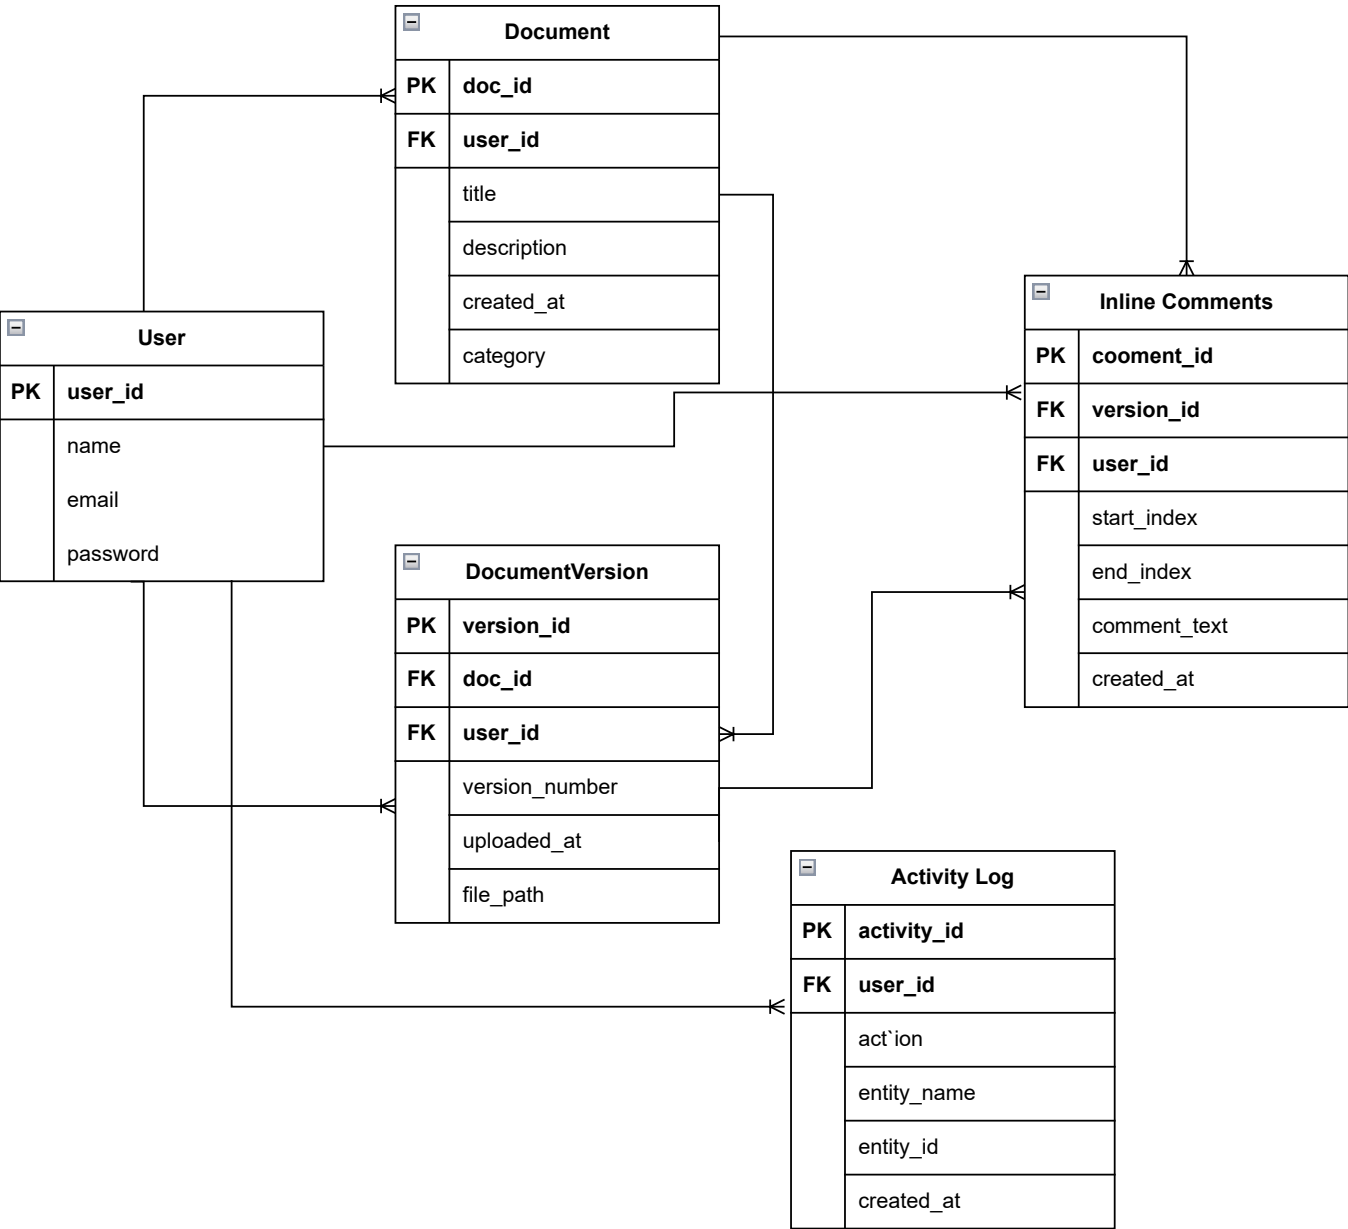 Document
PK doc_id
FK user_id
title
description
created_at
category
User
PK user_id
name
email
password
Inline Comments
PK cooment_id
FK version_id
FK user_id
start_index
end_index
comment_text
created_at
DocumentVersion
PK version_id
FK doc_id
FK user_id
version_number
uploaded_at
file_path
Activity Log
PK activity_id
FK user_id
act`ion
entity_name
entity_id
created_at